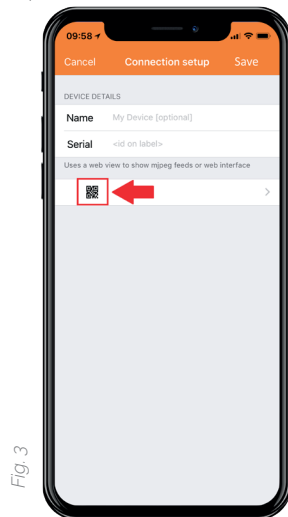 09:58
Cancel Connection setup Save
DEVICE DETAILS
Name My Device [optional]
Serial <id on label>
Uses a web view to show mjpeg feeds or web interface
Fig. 3